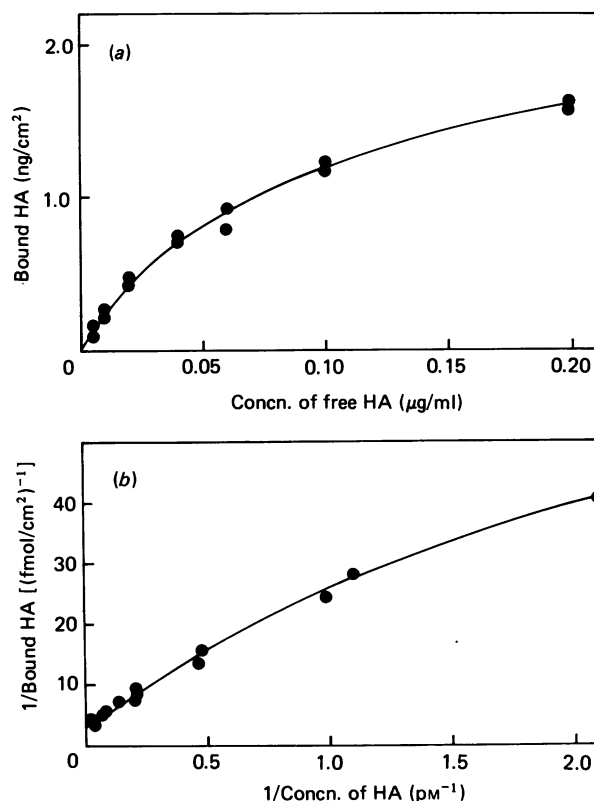 (a)
2.0
1.0
0
Bound HA (ng/cm²)
0
0.05
0.10
0.15
0.20
Concn. of free HA (µg/ml)
(b)
40
30
20
10
1/Bound HA [(fmol/cm²)⁻¹]
0
0.5
1.0
1.5
2.0
1/Concn. of HA (pM⁻¹)